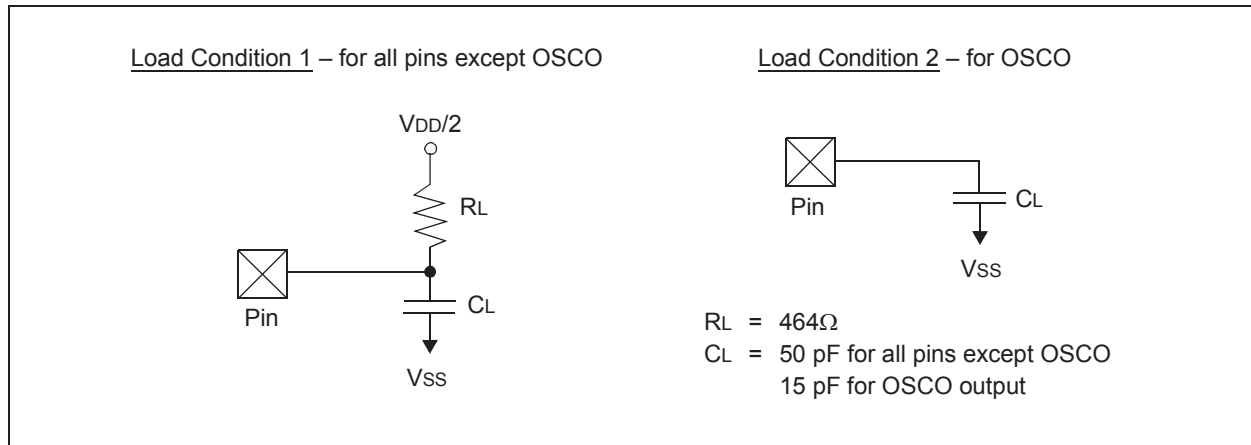 Load Condition 1 – for all pins except OSCO
VDD/2
RL
Pin
CL
VSS
Load Condition 2 – for OSCO
Pin
CL
VSS
RL = 464Ω
CL = 50 pF for all pins except OSCO
15 pF for OSCO output